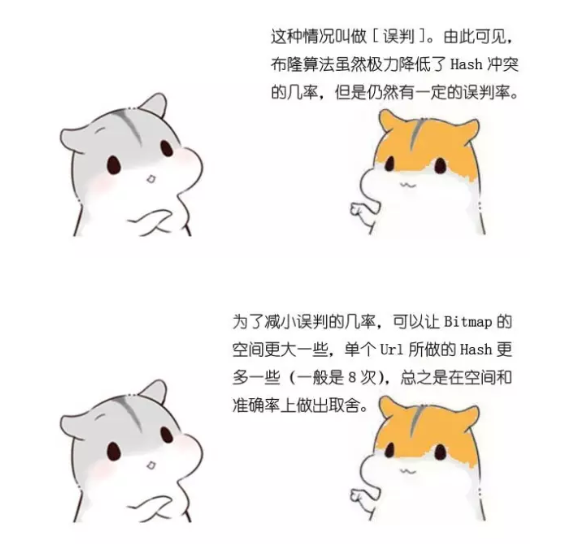 这种情况叫做［误判］。由此可见，
布隆算法虽然极力降低了 Hash 冲突
的几率，但是仍然有一定的误判率。
为了减小误判的几率，可以让 Bitmap 的
空间更大一些，单个 Url 所做的 Hash 更
多一些（一般是 8 次），总之是在空间和
准确率上做出取舍。